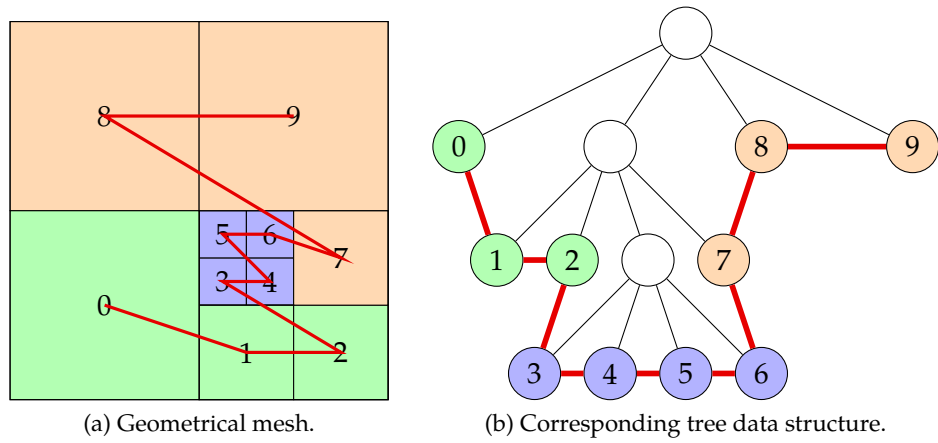 8 9
5 6 7
3 4
0
1 2
(a) Geometrical mesh.
0 8 9
1 2 7
3 4 5 6
(b) Corresponding tree data structure.